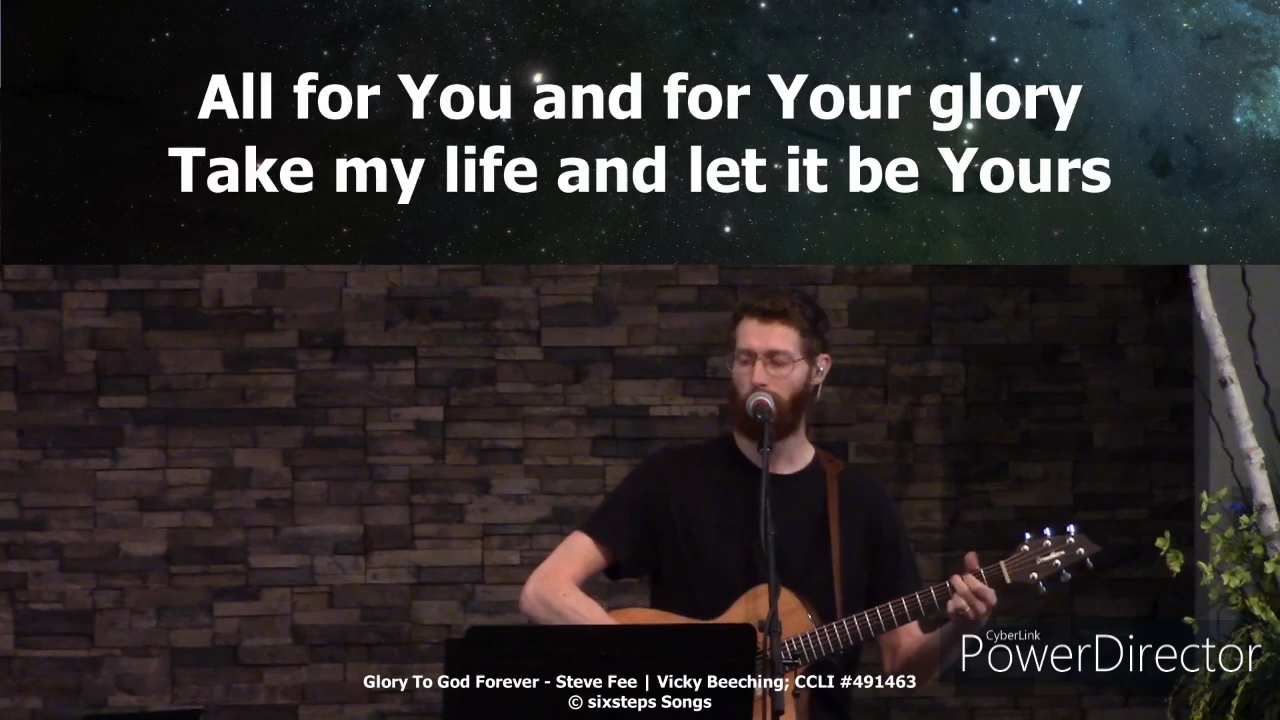 All for You and for Your glory
Take my life and let it be Yours
CyberLink
PowerDirector
Glory To God Forever - Steve Fee | Vicky Beeching; CCLI #491463
© sixsteps Songs